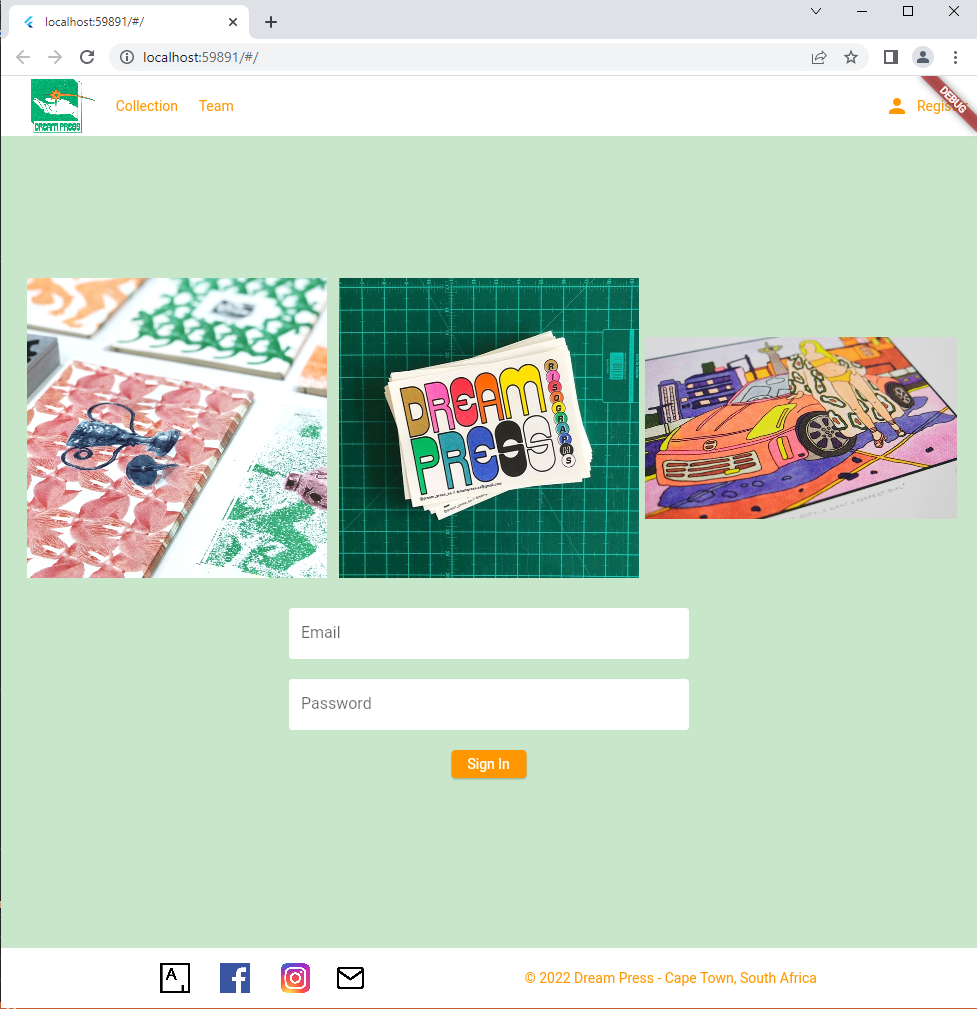 localhost:59891/#/
localhost:59891/#/
DREAM PRESS
Collection
Team
Regis
DEBUG
DREAM
PRESS
RISOGRAPHS
Email
Password
Sign In
A
© 2022 Dream Press - Cape Town, South Africa